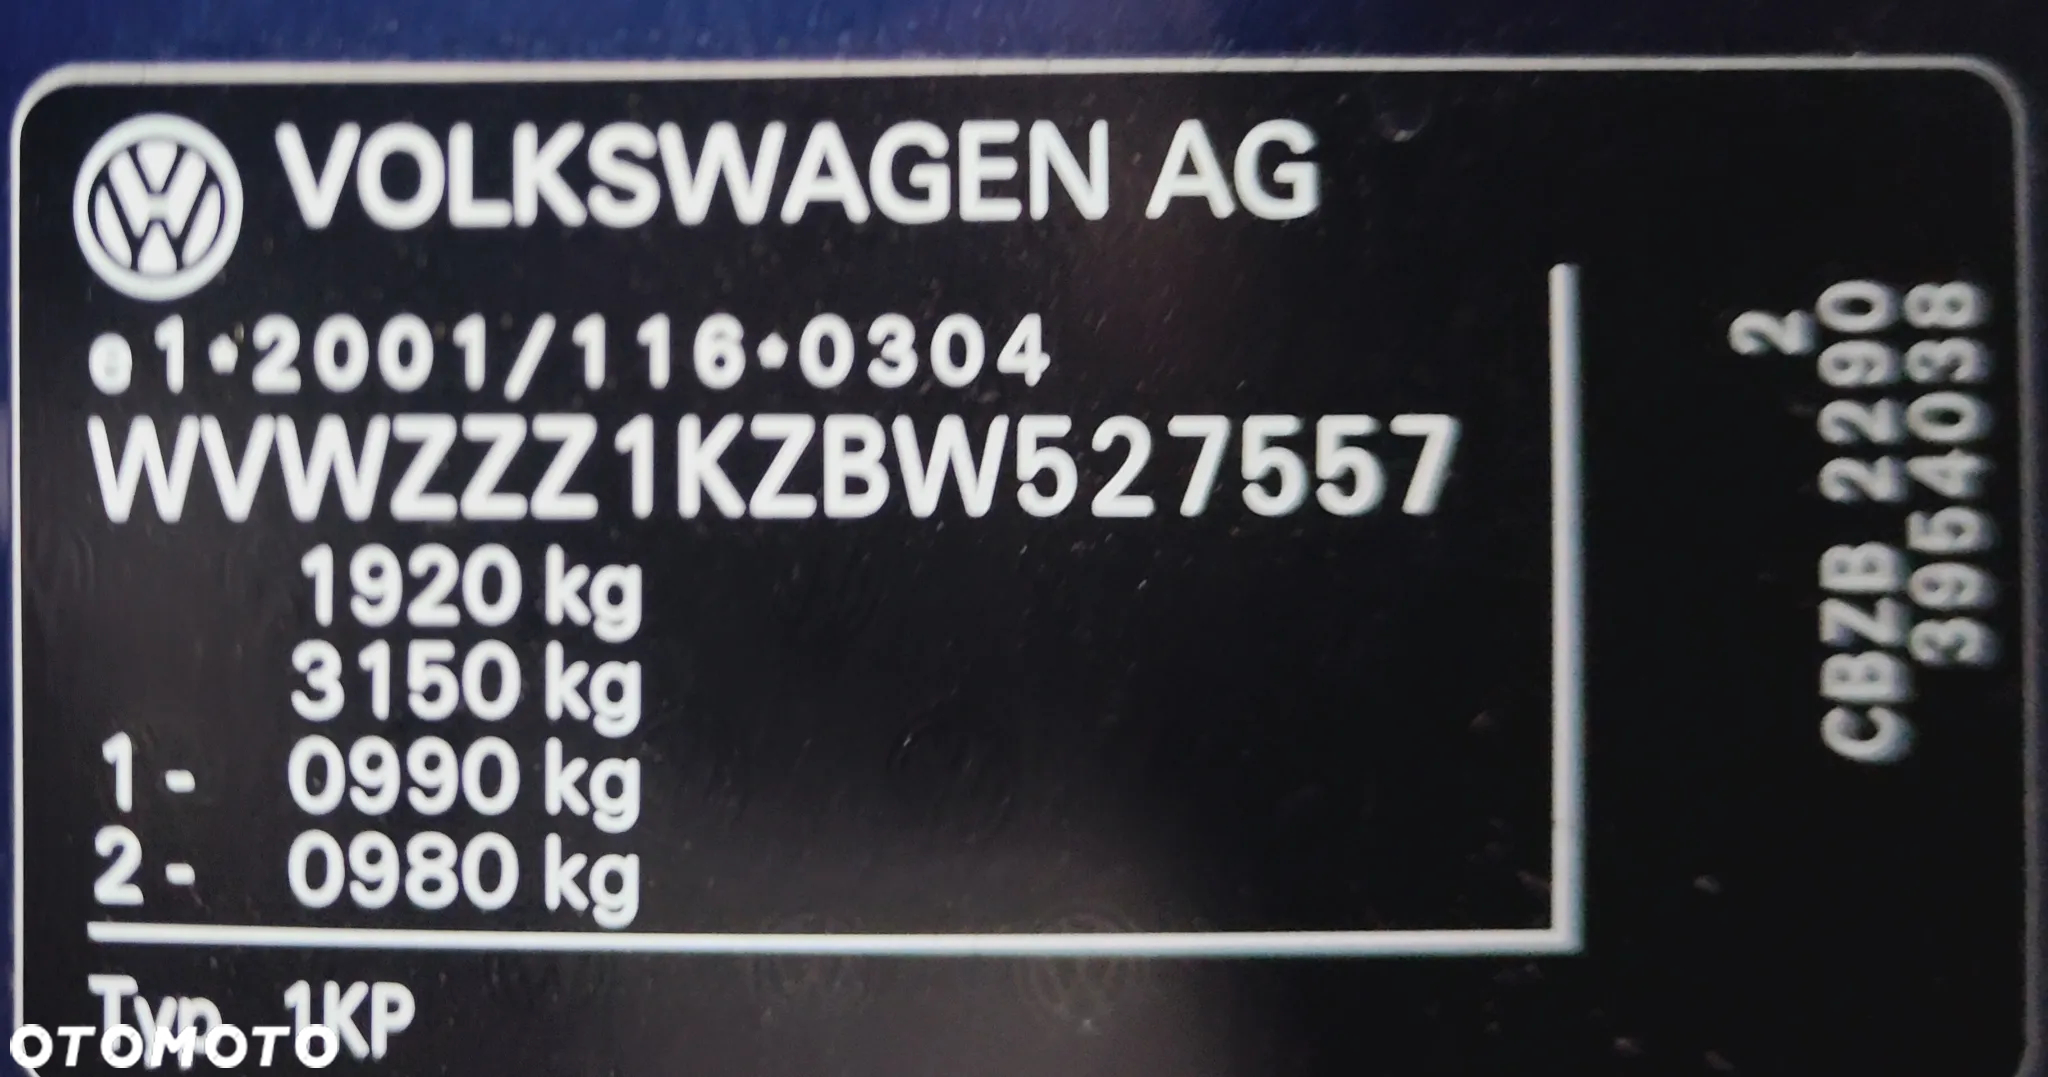 VOLKSWAGEN AG
e1*2001/116*0304
WVWZZZ1KZBW527557
1920 kg
3150 kg
1 - 0990 kg
2 - 0980 kg
Typ 1KP
2
CBZB 2290
3954038
OTOMOTO